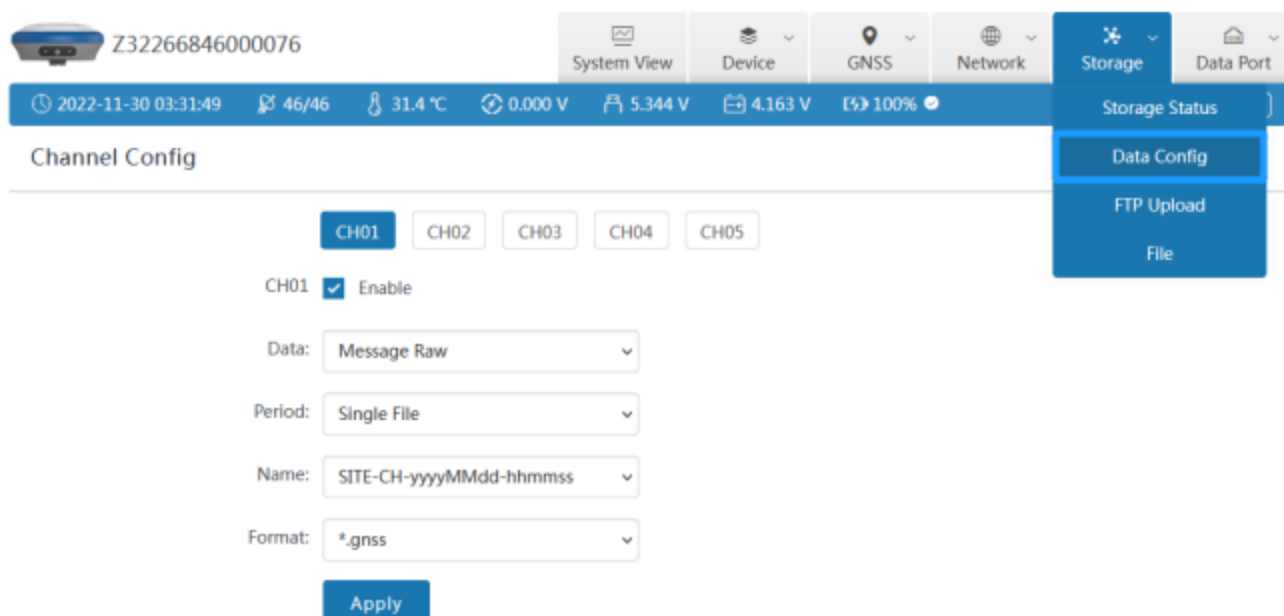 Z32266846000076
System View
Device
GNSS
Network
Storage
Data Port
2022-11-30 03:31:49 46/46 31.4 ℃ 0.000 V 5.344 V 4.163 V 100%
Storage Status
Data Config
FTP Upload
File
Channel Config
CH01 CH02 CH03 CH04 CH05
CH01 Enable
Data: Message Raw
Period: Single File
Name: SITE-CH-yyyyMMdd-hhmmss
Format: *.gnss
Apply